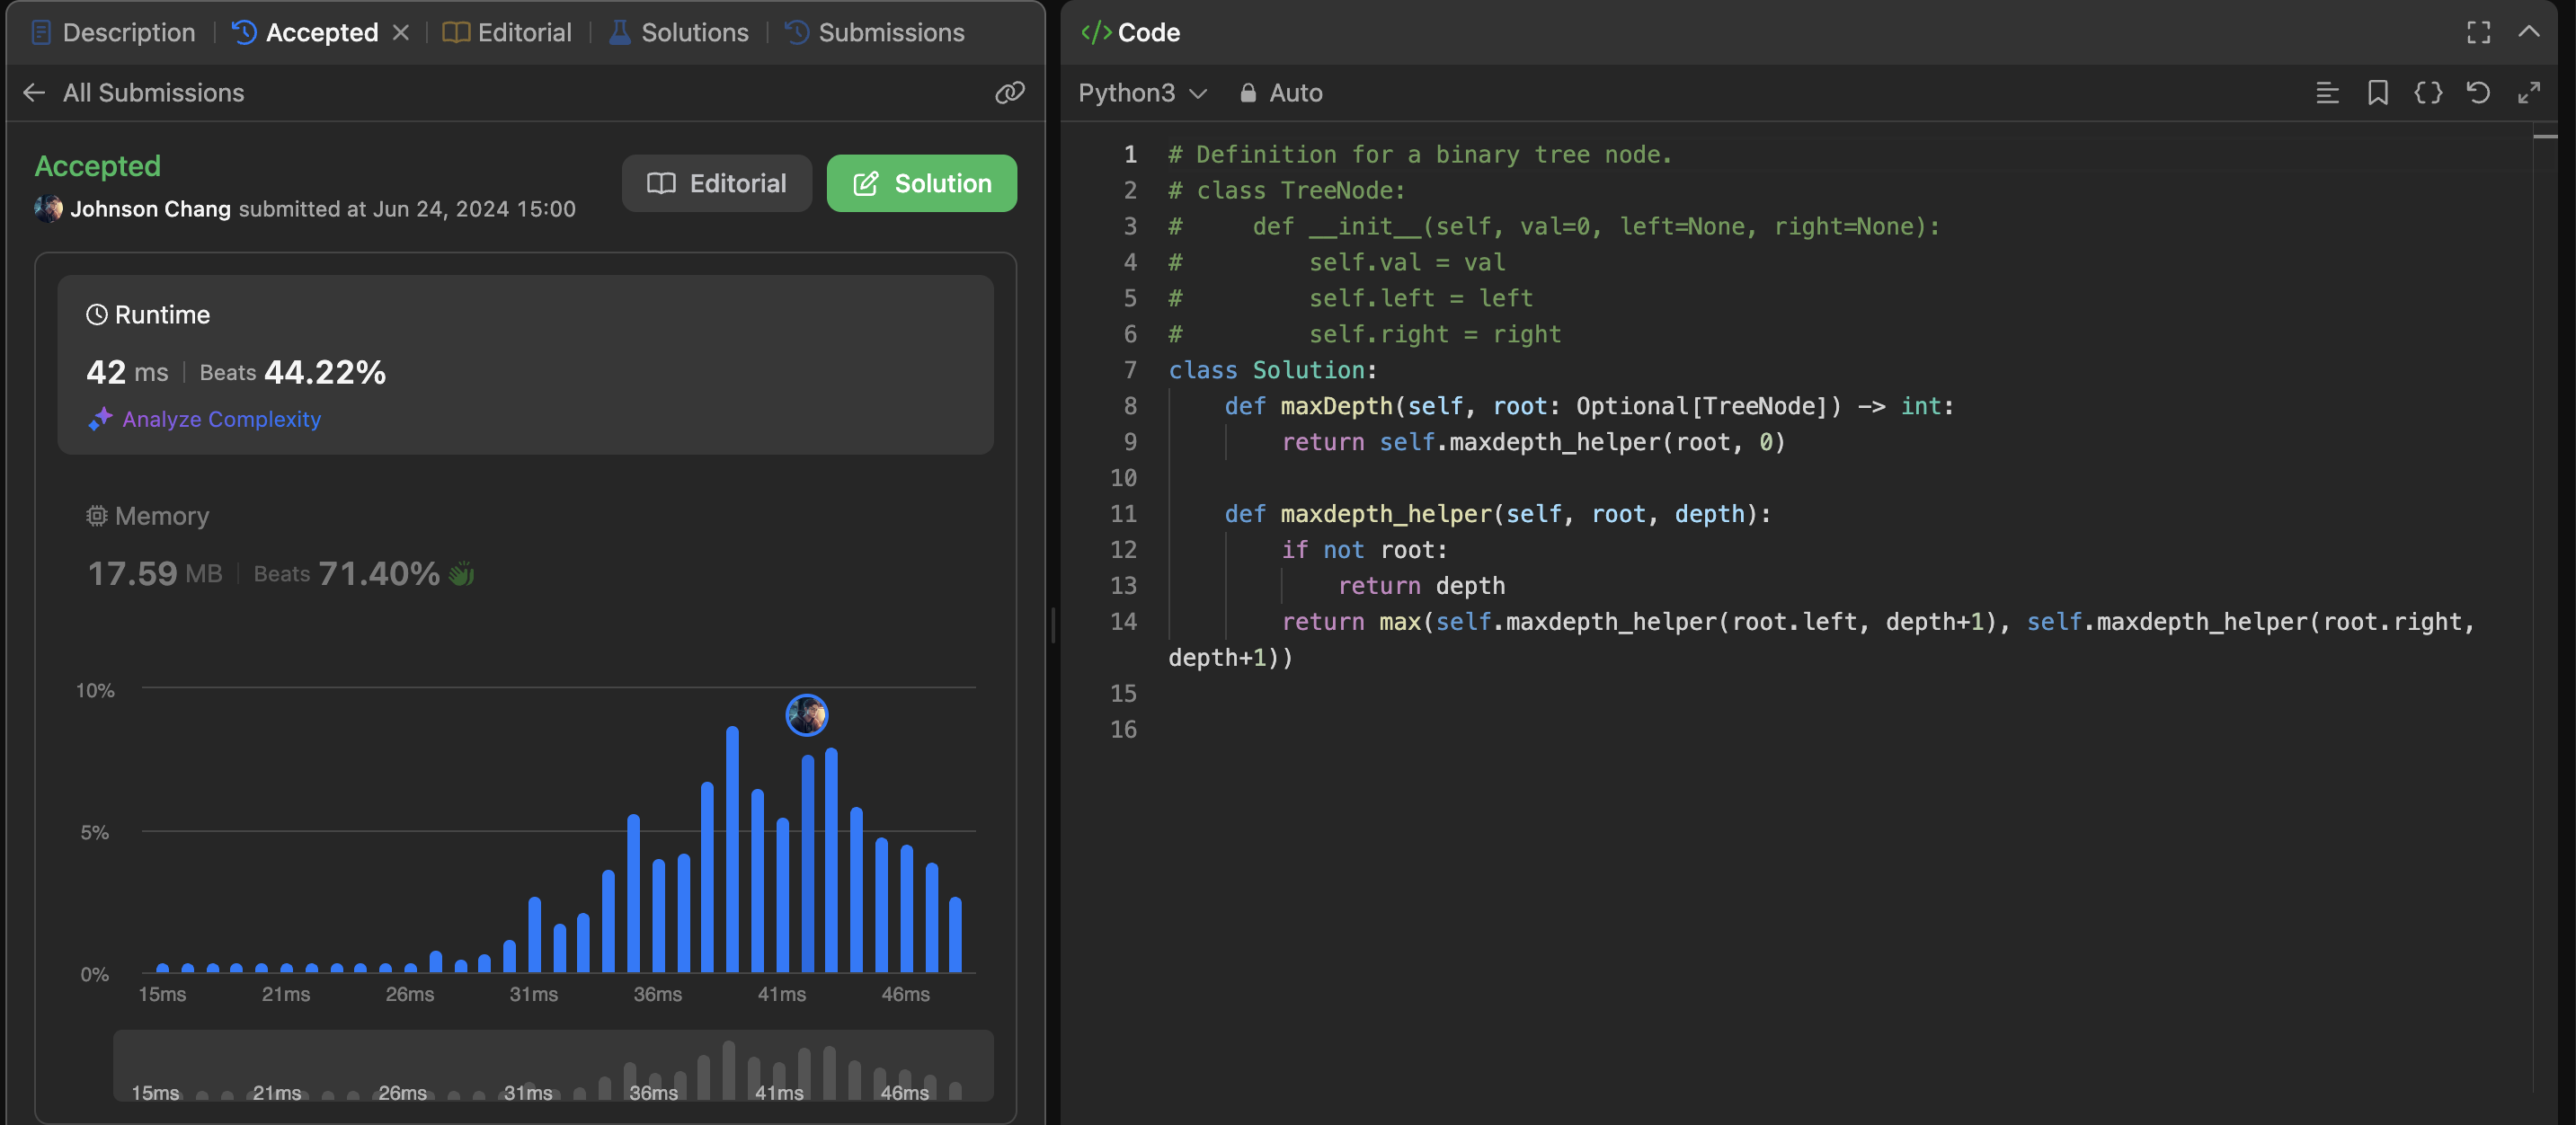 Description Accepted Editorial Solutions Submissions
All Submissions
Accepted
Johnson Chang submitted at Jun 24, 2024 15:00
Editorial
Solution
Runtime
42 ms Beats 44.22%
Analyze Complexity
Memory
17.59 MB Beats 71.40%
10%
5%
0%
15ms 21ms 26ms 31ms 36ms 41ms 46ms
15ms 21ms 26ms 31ms 36ms 41ms 46ms
</> Code
Python3 Auto
1 # Definition for a binary tree node.
2 # class TreeNode:
3 #     def __init__(self, val=0, left=None, right=None):
4 #         self.val = val
5 #         self.left = left
6 #         self.right = right
7 class Solution:
8     def maxDepth(self, root: Optional[TreeNode]) -> int:
9         return self.maxdepth_helper(root, 0)
10
11     def maxdepth_helper(self, root, depth):
12         if not root:
13             return depth
14         return max(self.maxdepth_helper(root.left, depth+1), self.maxdepth_helper(root.right,
depth+1))
15
16